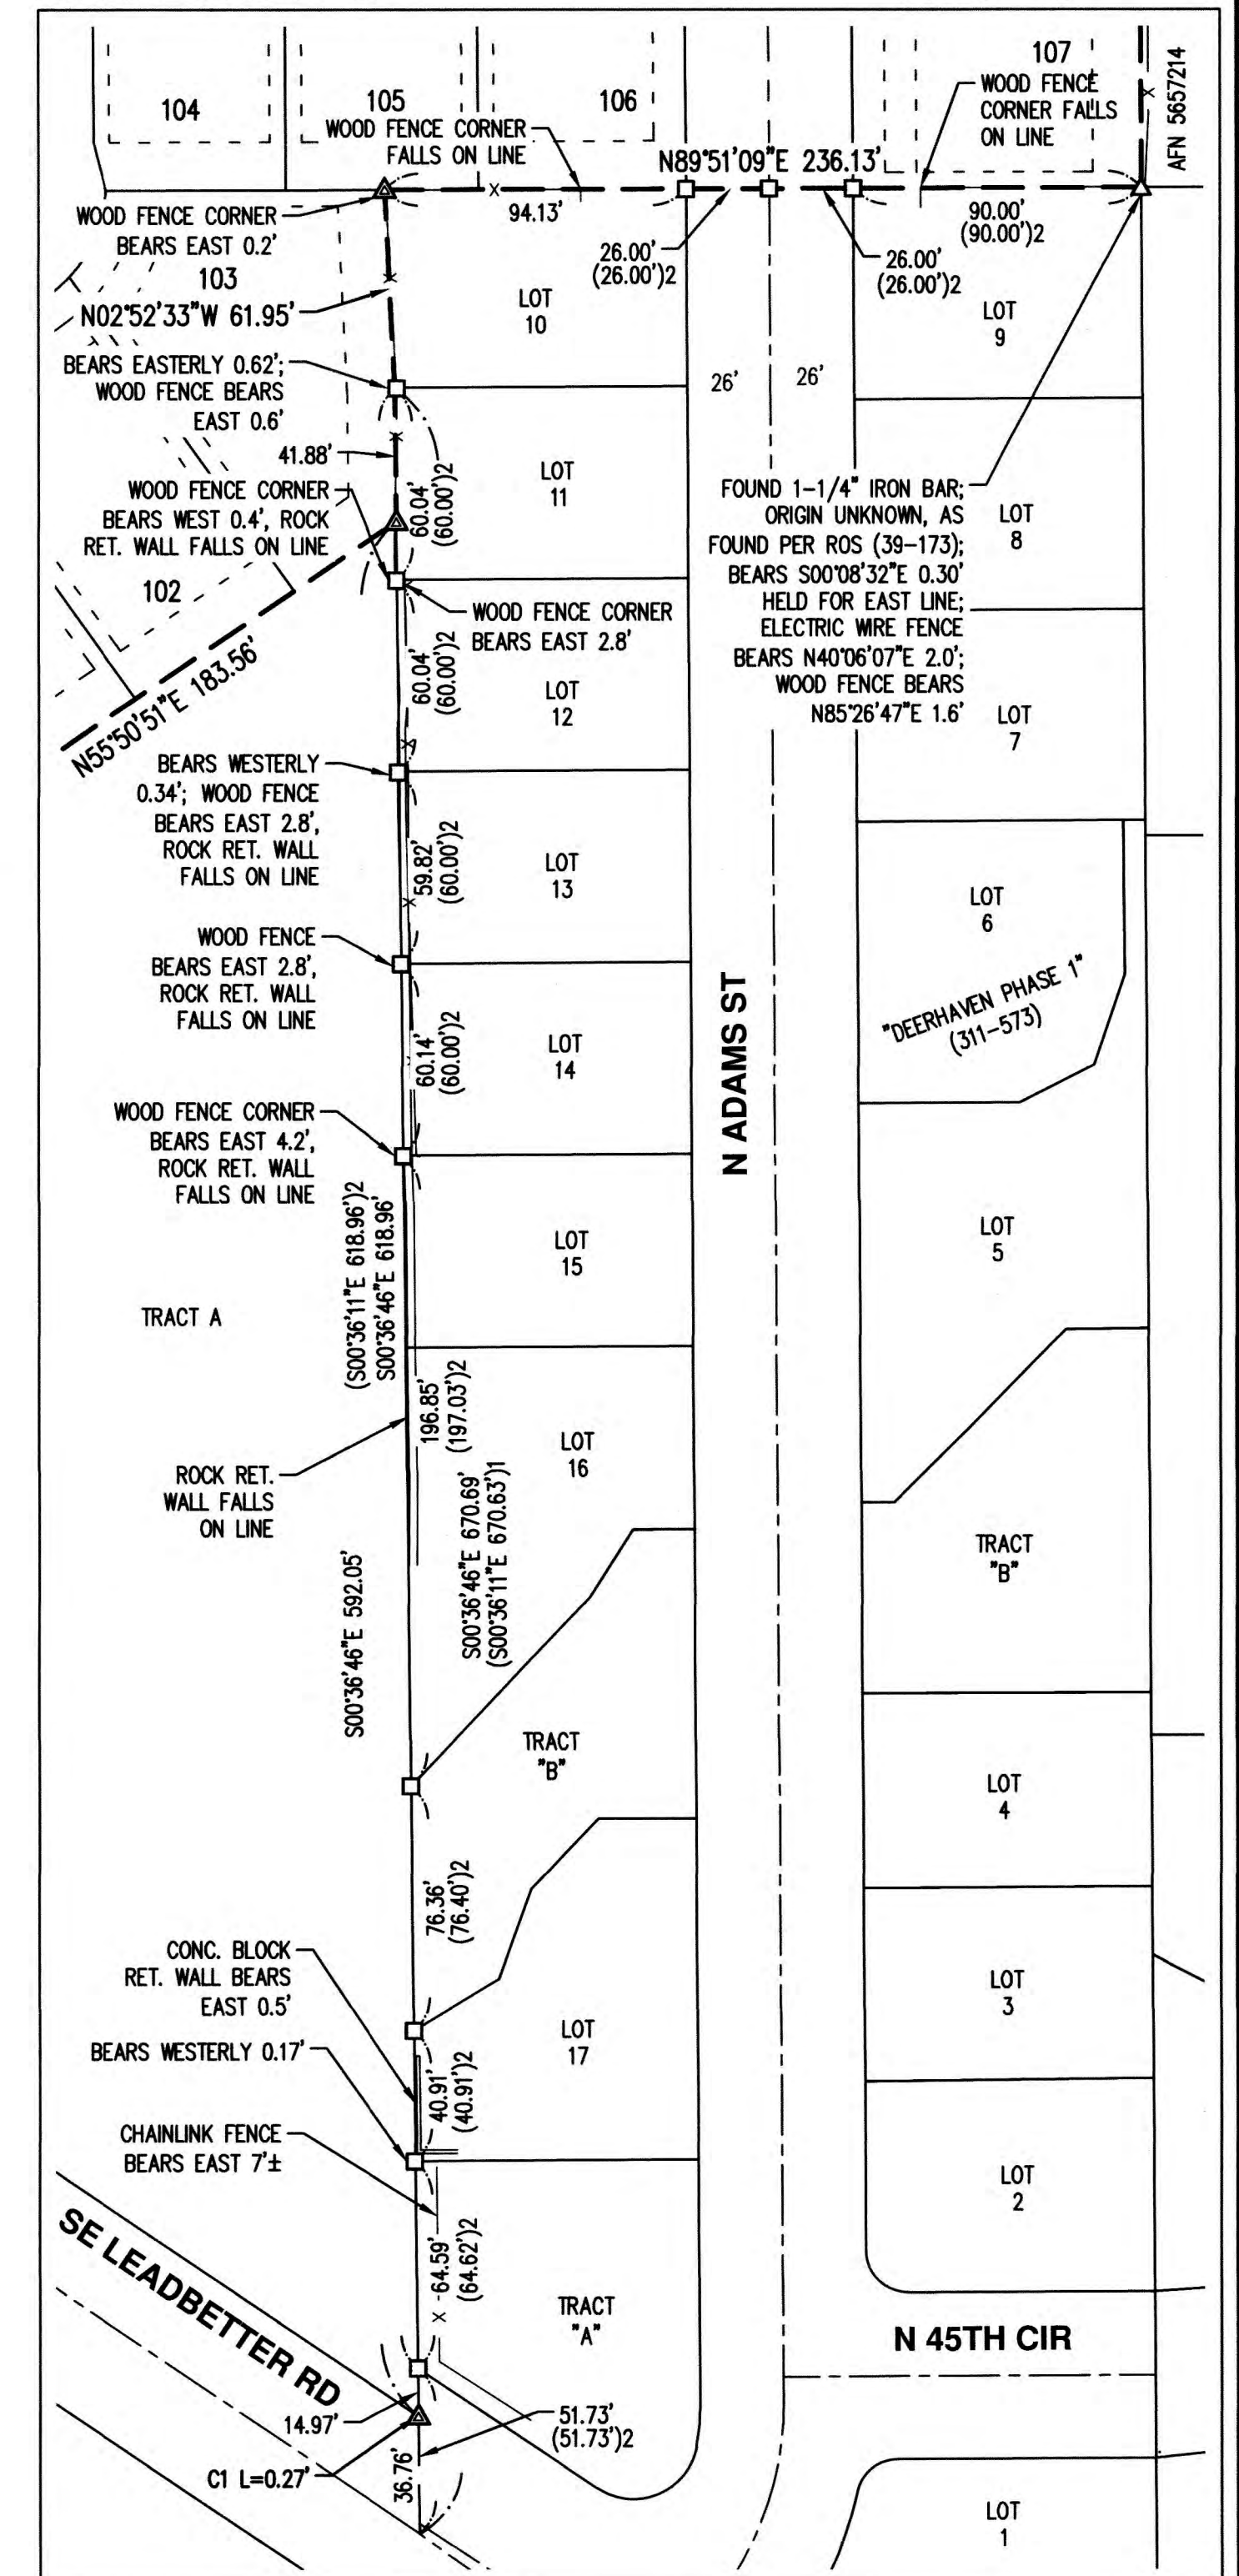 104
105
106
107
WOOD FENCE CORNER
FALLS ON LINE
WOOD FENCE
CORNER FALLS
ON LINE
AFN 5657214
N89°51'09"E 236.13'
WOOD FENCE CORNER
BEARS EAST 0.2'
94.13'
26.00'
(26.00')2
26.00'
(26.00')2
90.00'
(90.00')2
103
N02°52'33"W 61.95'
LOT
10
LOT
9
BEARS EASTERLY 0.62';
WOOD FENCE BEARS
EAST 0.6'
26'
26'
41.88'
60.04'
(60.00')2
LOT
11
WOOD FENCE CORNER
BEARS WEST 0.4', ROCK
RET. WALL FALLS ON LINE
FOUND 1-1/4" IRON BAR;
ORIGIN UNKNOWN, AS
FOUND PER ROS (39-173);
BEARS S00°08'32"E 0.30'
HELD FOR EAST LINE;
ELECTRIC WIRE FENCE
BEARS N40°06'07"E 2.0';
WOOD FENCE BEARS
N85°26'47"E 1.6'
LOT
8
102
WOOD FENCE CORNER
BEARS EAST 2.8'
N55°50'51"E 183.56'
60.04'
(60.00')2
LOT
12
LOT
7
BEARS WESTERLY
0.34'; WOOD FENCE
BEARS EAST 2.8',
ROCK RET. WALL
FALLS ON LINE
59.82'
(60.00')2
LOT
13
LOT
6
WOOD FENCE
BEARS EAST 2.8',
ROCK RET. WALL
FALLS ON LINE
"DEERHAVEN PHASE 1"
(311-573)
60.14'
(60.00')2
LOT
14
N ADAMS ST
WOOD FENCE CORNER
BEARS EAST 4.2',
ROCK RET. WALL
FALLS ON LINE
(S00°36'11"E 618.96')2
S00°36'46"E 618.96'
LOT
15
LOT
5
TRACT A
196.85'
(197.03')2
LOT
16
ROCK RET.
WALL FALLS
ON LINE
S00°36'46"E 670.69'
(S00°36'11"E 670.63')1
S00°36'46"E 592.05'
TRACT
"B"
TRACT
"B"
LOT
4
76.36'
(76.40')2
CONC. BLOCK
RET. WALL BEARS
EAST 0.5'
LOT
3
BEARS WESTERLY 0.17'
40.91'
(40.91')2
LOT
17
CHAINLINK FENCE
BEARS EAST 7'±
LOT
2
SE LEADBETTER RD
64.59'
(64.62')2
TRACT
"A"
N 45TH CIR
14.97'
51.73'
(51.73')2
C1 L=0.27'
36.76'
LOT
1